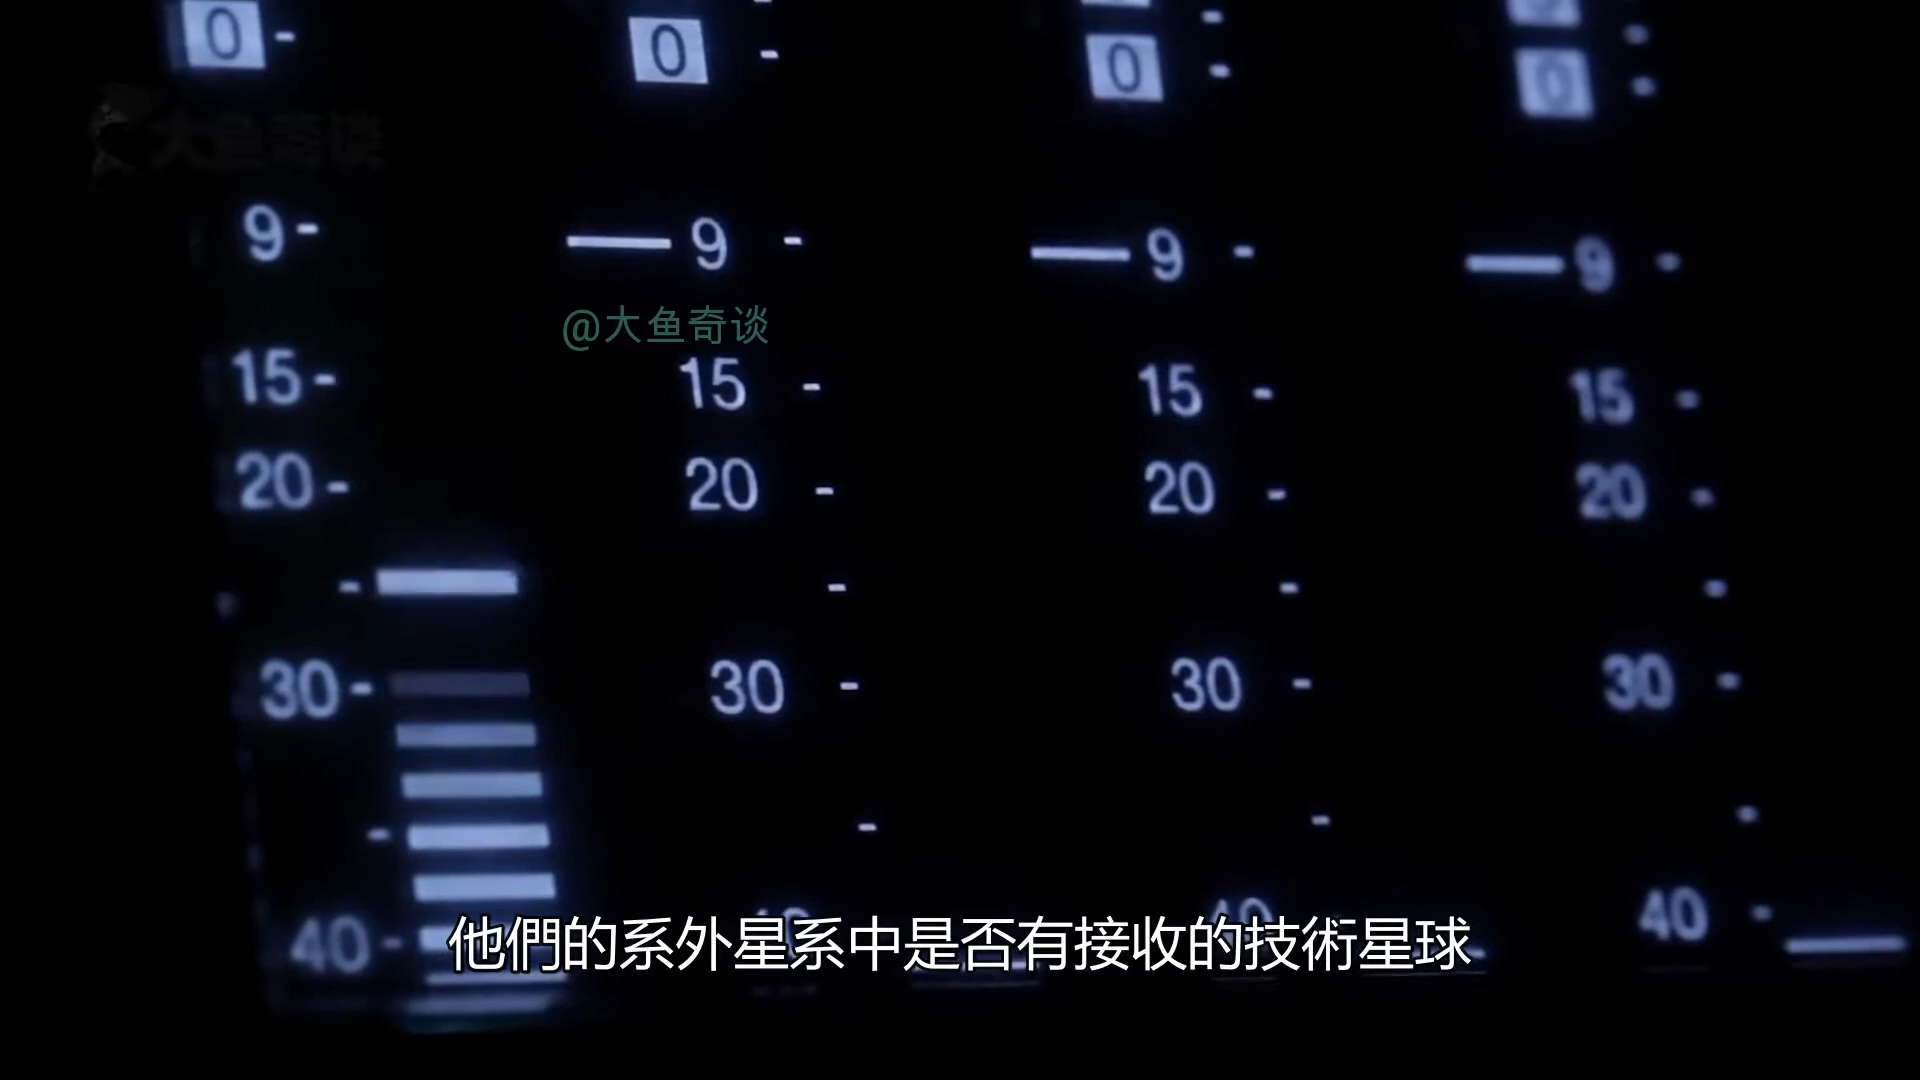 0 - 0 - 0 - 0
大鱼奇谈
9 - 9 - 9 - 9
@大鱼奇谈
15 - 15 - 15 - 15
20 - 20 - 20 - 20
30 - 30 - 30 - 30
40 - 40 40 40
他們的系外星系中是否有接收的技術星球